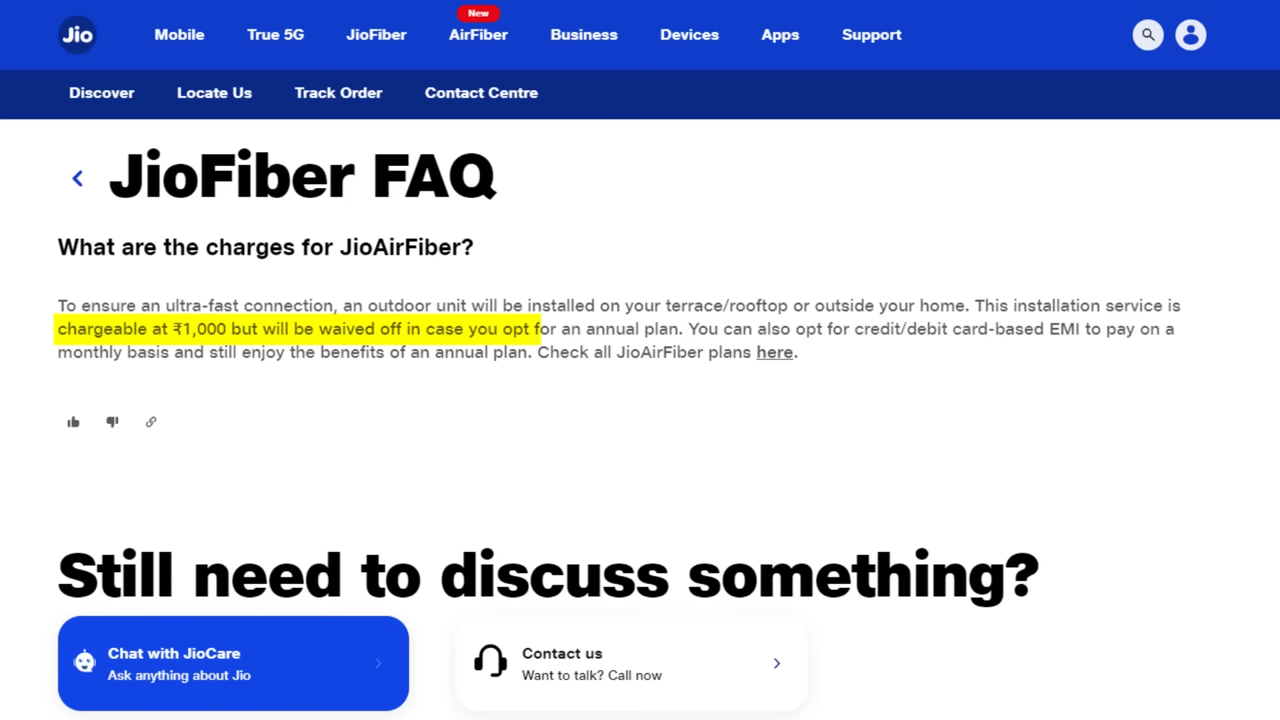 New
Jio Mobile True 5G JioFiber AirFiber Business Devices Apps Support
Discover Locate Us Track Order Contact Centre
JioFiber FAQ
What are the charges for JioAirFiber?
To ensure an ultra-fast connection, an outdoor unit will be installed on your terrace/rooftop or outside your home. This installation service is
chargeable at ₹1,000 but will be waived off in case you opt for an annual plan. You can also opt for credit/debit card-based EMI to pay on a
monthly basis and still enjoy the benefits of an annual plan. Check all JioAirFiber plans here.
Still need to discuss something?
Chat with JioCare
Ask anything about Jio
Contact us
Want to talk? Call now